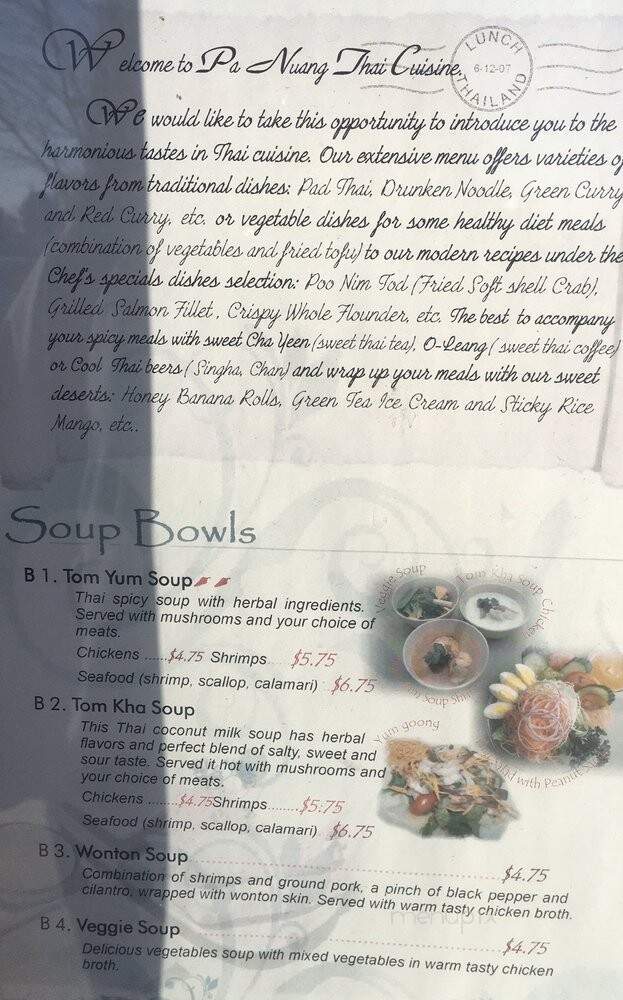 LUNCH
6-12-07
THAILAND
Welcome to Pa Nuang Thai Cuisine.
We would like to take this opportunity to introduce you to the
harmonious tastes in Thai cuisine. Our extensive menu offers varieties of
flavors from traditional dishes: Pad Thai, Drunken Noodle, Green Curry
and Red Curry, etc. or vegetable dishes for some healthy diet meals
(combination of vegetables and fried tofu) to our modern recipes under the
Chef's specials dishes selection: Poo Nim Tod (Fried Soft shell Crab),
Grilled Salmon Fillet, Crispy Whole Flounder, etc. The best to accompany
your spicy meals with sweet Cha Yeen (sweet thai tea), O-Leang (sweet thai coffee)
or Cool Thai beers (Singha, Chan) and wrap up your meals with our sweet
deserts: Honey Banana Rolls, Green Tea Ice Cream and Sticky Rice
Mango, etc..
Soup Bowls
B 1. Tom Yum Soup
Thai spicy soup with herbal ingredients.
Served with mushrooms and your choice of
meats.
Chickens ......$4.75 Shrimps $5.75
Seafood (shrimp, scallop, calamari) $6.75
Veggie Soup
Tom Kha Soup Chicken
Soup
B 2. Tom Kha Soup
This Thai coconut milk soup has herbal
flavors and perfect blend of salty, sweet and
sour taste. Served it hot with mushrooms and
your choice of meats.
Chickens ........$4.75 Shrimps........$5.75
Seafood (shrimp, scallop, calamari) $6.75
Yum goong
with Peanut
B 3. Wonton Soup $4.75
Combination of shrimps and ground pork, a pinch of black pepper and
cilantro, wrapped with wonton skin. Served with warm tasty chicken broth.
menupix
B 4. Veggie Soup $4.75
Delicious vegetables soup with mixed vegetables in warm tasty chicken
broth.